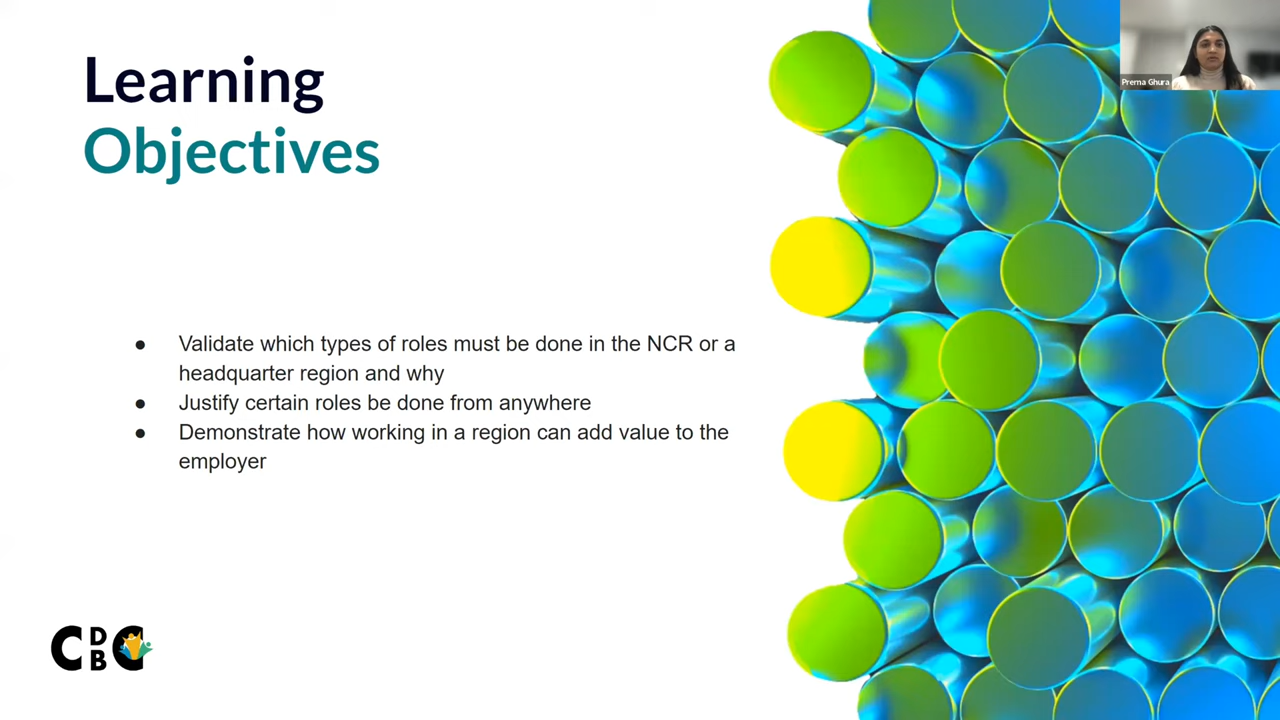 Learning
Objectives
Prerna Ghura
● Validate which types of roles must be done in the NCR or a
headquarter region and why
● Justify certain roles be done from anywhere
● Demonstrate how working in a region can add value to the
employer
CDBC